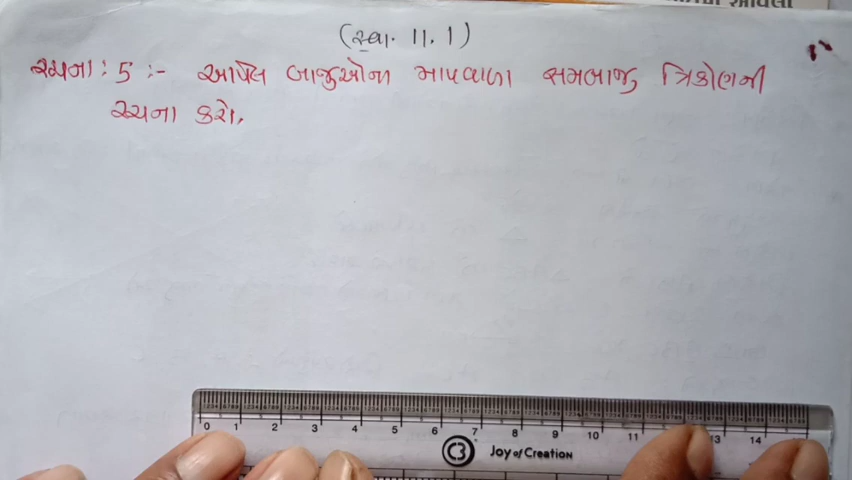 (સ્વા. 11.1)
રચના : 5 :- આપેલ બાજુઓના માપવાળા સમબાજુ ત્રિકોણની
રચના કરો.
0 1 2 3 4 5 6 7 8 9 10 11 13 14
C3 Joy of Creation